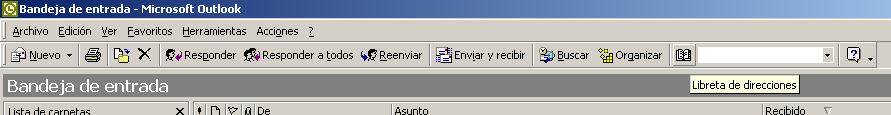 Bandeja de entrada - Microsoft Outlook
Archivo Edición Ver Favoritos Herramientas Acciones ?
Nuevo Responder Responder a todos Reenviar Enviar y recibir Buscar Organizar
Bandeja de entrada
Libreta de direcciones
Lista de carpetas De Asunto Recibido